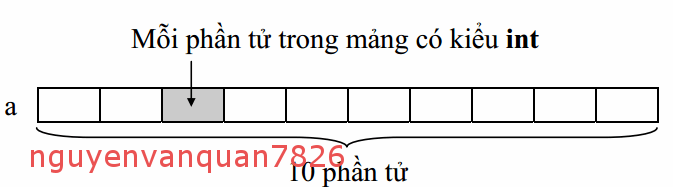 Mỗi phần tử trong mảng có kiểu int
a
nguyenvanquan7826
10 phần tử